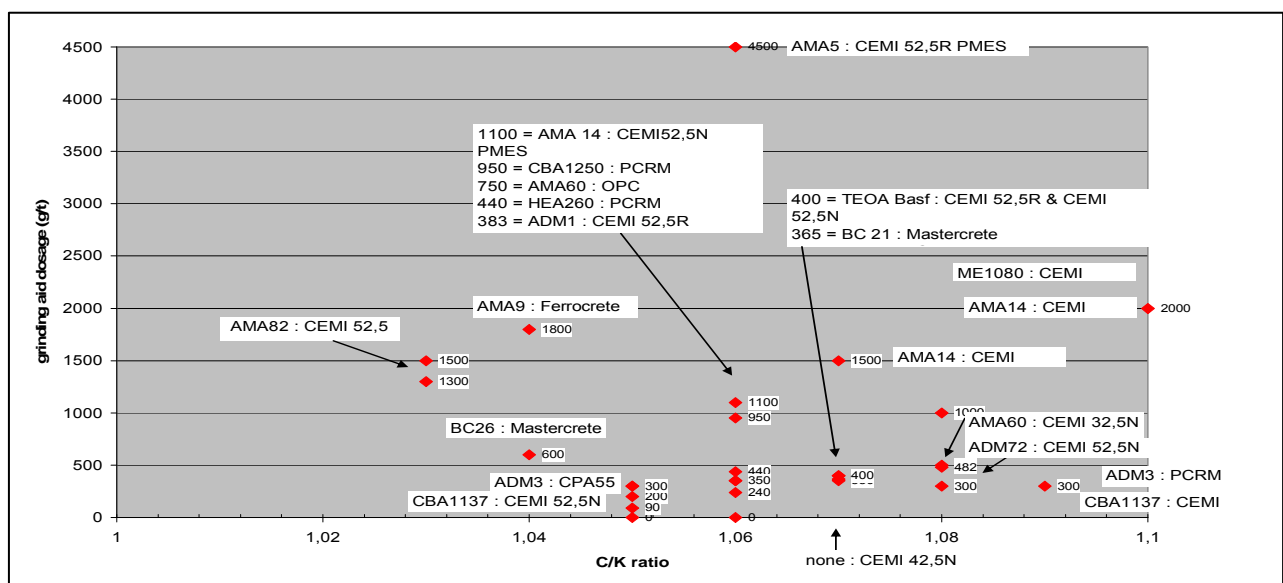 4500
4000
3500
3000
2500
2000
1500
1000
500
0
grinding aid dosage (g/t)
1
1,02
1,04
1,06
1,08
1,1
C/K ratio
4500
AMA5 : CEMI 52,5R PMES
1100 = AMA 14 : CEMI52,5N
PMES
950 = CBA1250 : PCRM
750 = AMA60 : OPC
440 = HEA260 : PCRM
383 = ADM1 : CEMI 52,5R
400 = TEOA Basf : CEMI 52,5R & CEMI
52,5N
365 = BC 21 : Mastercrete
ME1080 : CEMI
AMA14 : CEMI
2000
AMA9 : Ferrocrete
1800
AMA82 : CEMI 52,5
1500
1300
1500
AMA14 : CEMI
1100
950
AMA60 : CEMI 32,5N
ADM72 : CEMI 52,5N
BC26 : Mastercrete
600
440
350
240
0
400
482
300
300
ADM3 : PCRM
CBA1137 : CEMI
ADM3 : CPA55
300
CBA1137 : CEMI 52,5N
200
90
0
none : CEMI 42,5N